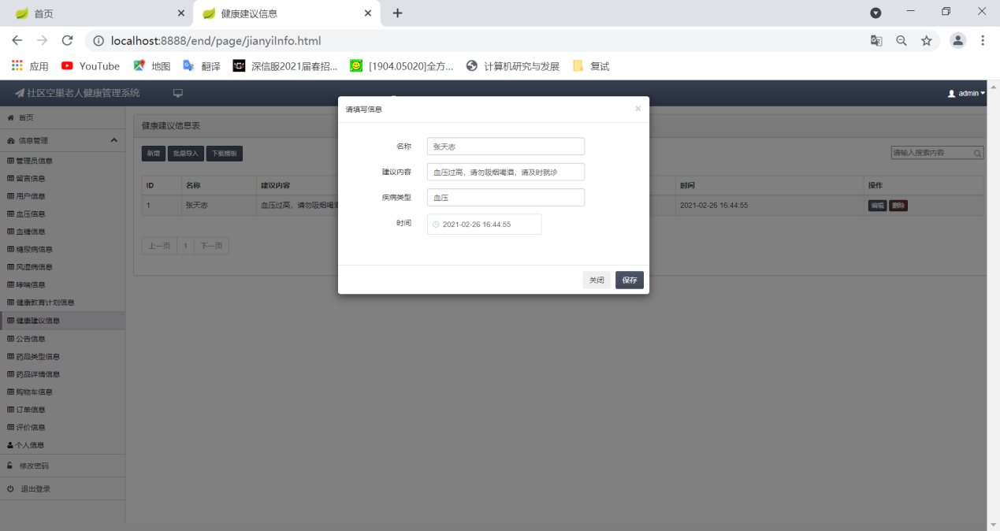 首页
健康建议信息
localhost:8888/end/page/jianyiInfo.html
应用
YouTube
地图
翻译
深信服2021届春招...
[1904.05020]全方...
计算机研究与发展
复试
社区空巢老人健康管理系统
admin
首页
信息管理
管理员信息
留言信息
用户信息
血压信息
血糖信息
糖尿病信息
风湿病信息
哮喘信息
健康教育计划信息
健康建议信息
公告信息
药品类型信息
药品详情信息
购物车信息
订单信息
评价信息
个人信息
修改密码
退出登录
健康建议信息表
新增
批量导入
下载模板
请输入搜索内容
ID
名称
建议内容
时间
操作
1
张天志
血压过高，请勿吸烟喝酒
2021-02-26 16:44:55
编辑
删除
上一页
1
下一页
请填写信息
×
名称
张天志
建议内容
血压过高，请勿吸烟喝酒，请及时就诊
疾病类型
血压
时间
2021-02-26 16:44:55
关闭
保存